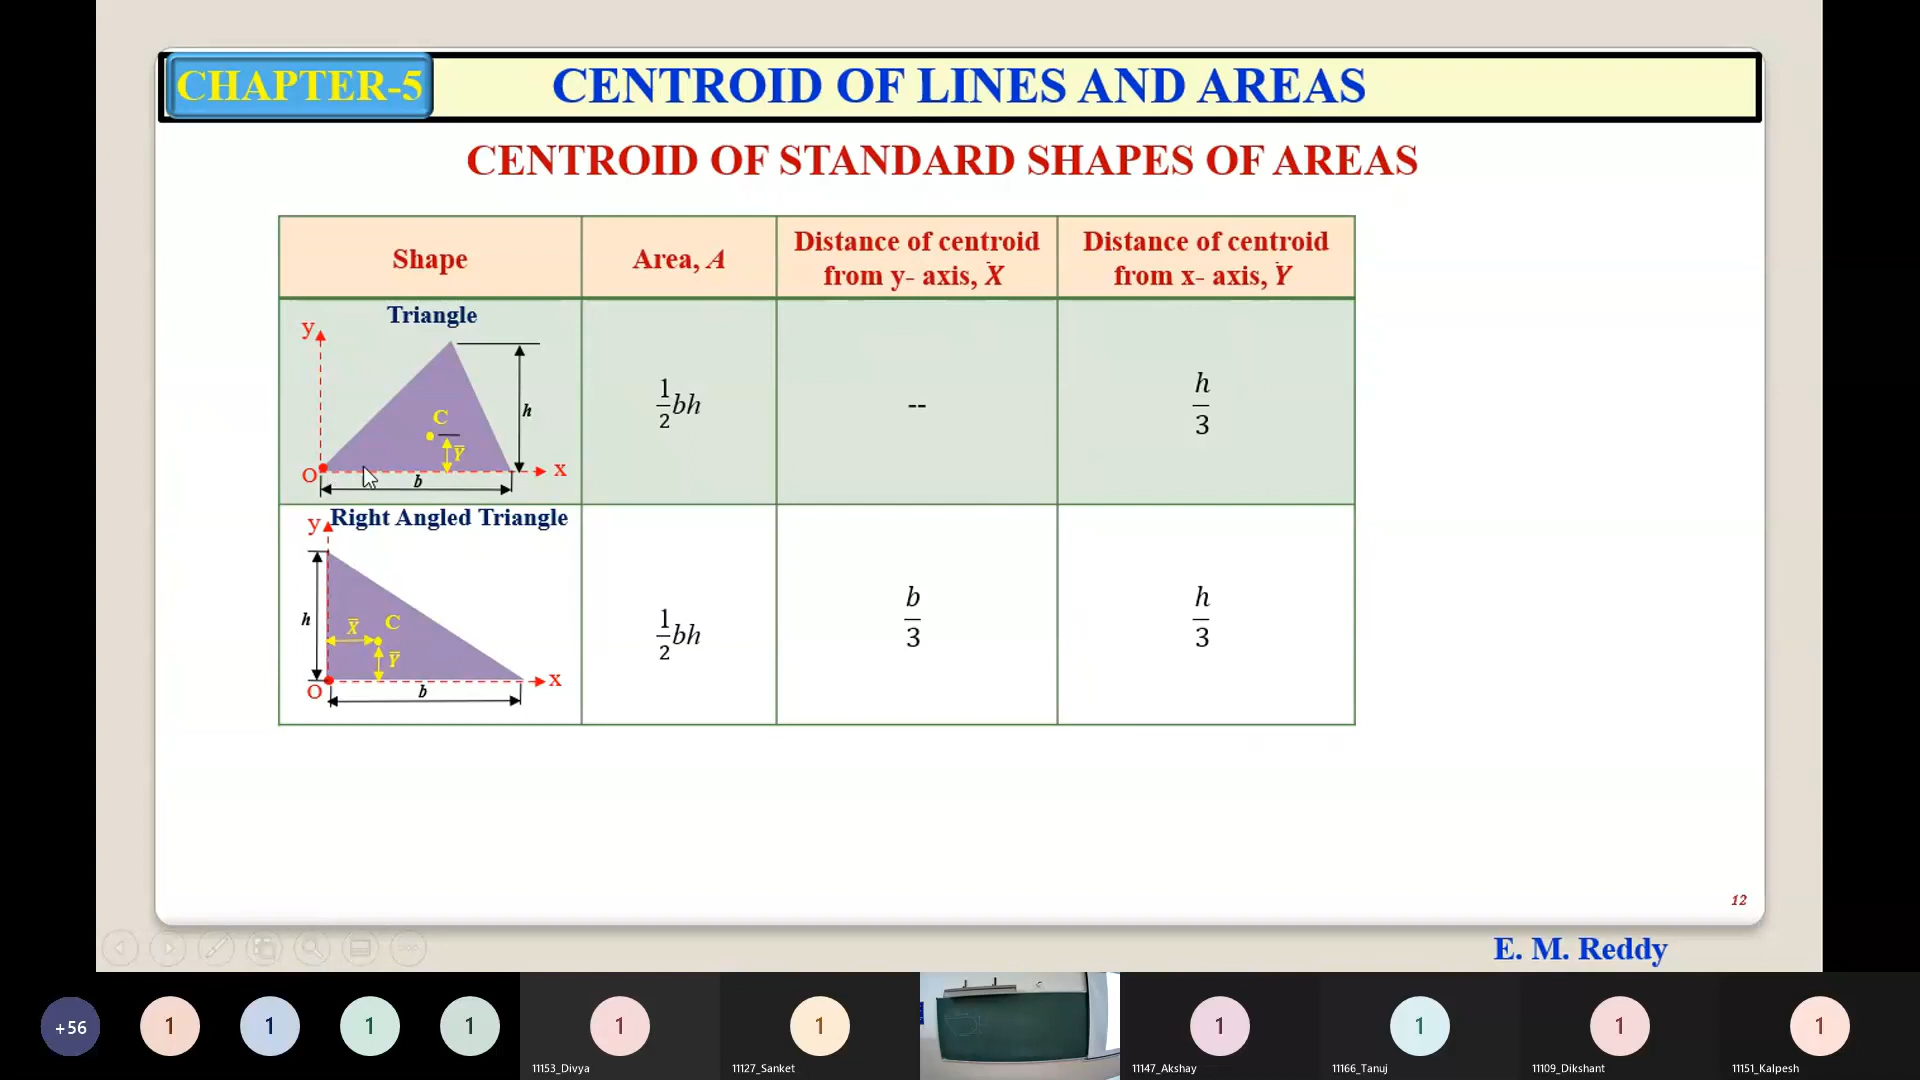 CHAPTER-5
CENTROID OF LINES AND AREAS
CENTROID OF STANDARD SHAPES OF AREAS
Shape
Area, A
Distance of centroid
from y- axis, X̄
Distance of centroid
from x- axis, Ȳ
Triangle
y
C
h
Ȳ
O
x
b
1/2 bh
--
h/3
Right Angled Triangle
y
h
X̄
C
Ȳ
O
x
b
1/2 bh
b/3
h/3
12
E. M. Reddy
+56
1
1
1
1
1
1
1
1
1
1
11153_Divya
11127_Sanket
11147_Akshay
11166_Tanuj
11109_Dikshant
11151_Kalpesh